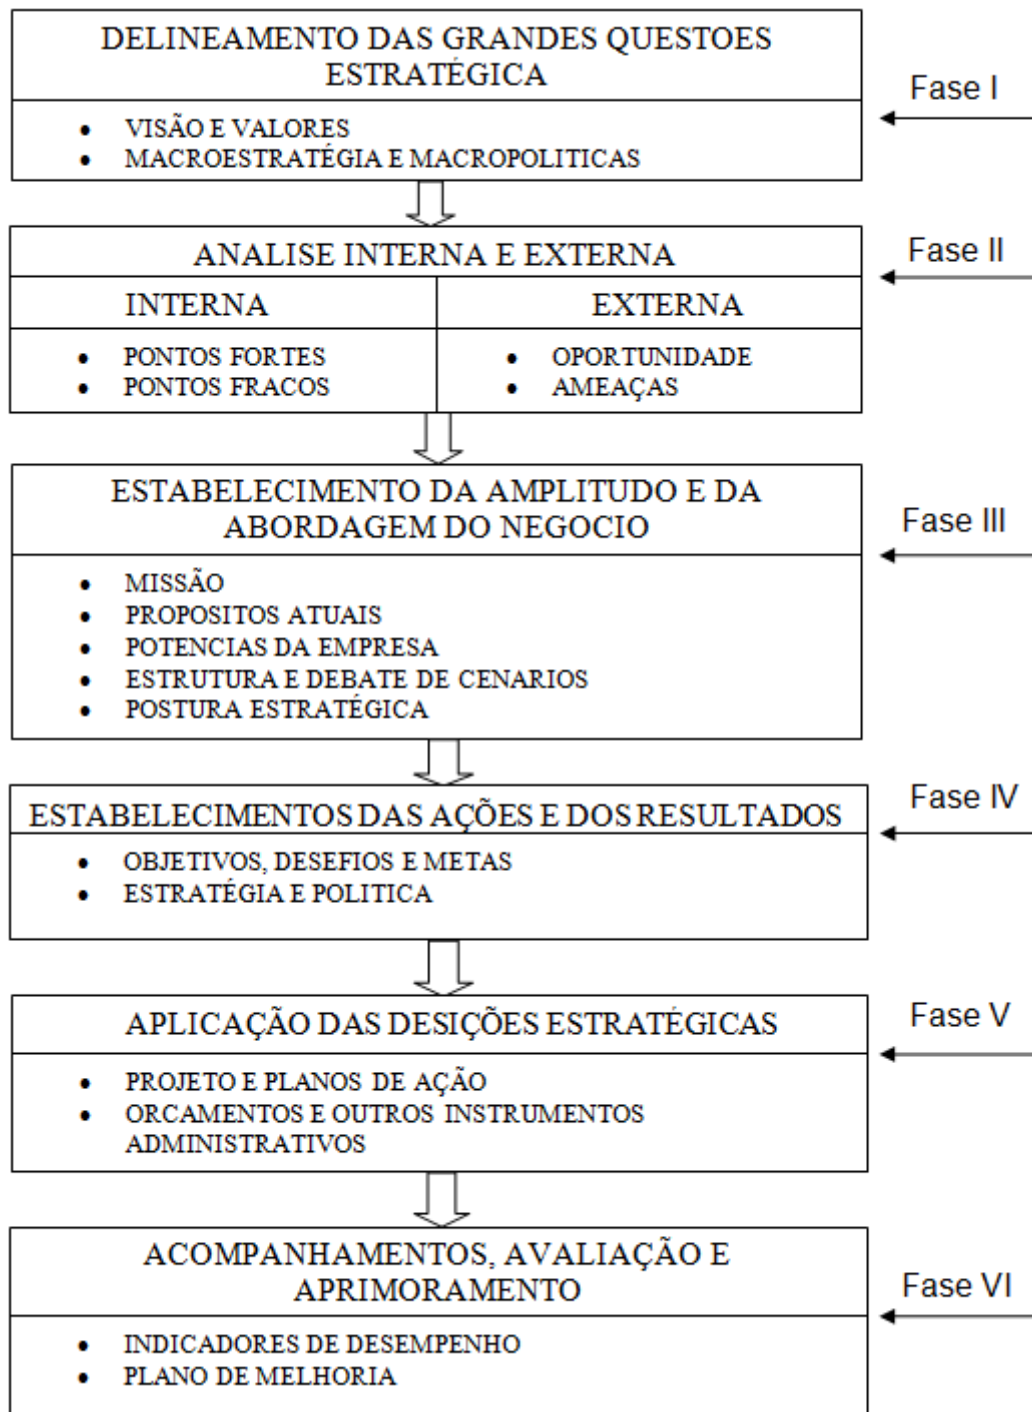 DELINEAMENTO DAS GRANDES QUESTOES
ESTRATÉGICA
Fase I
• VISÃO E VALORES
• MACROESTRATÉGIA E MACROPOLITICAS
ANALISE INTERNA E EXTERNA
Fase II
INTERNA
EXTERNA
• PONTOS FORTES
• PONTOS FRACOS
• OPORTUNIDADE
• AMEAÇAS
ESTABELECIMENTO DA AMPLITUDO E DA
ABORDAGEM DO NEGOCIO
Fase III
• MISSÃO
• PROPOSITOS ATUAIS
• POTENCIAS DA EMPRESA
• ESTRUTURA E DEBATE DE CENARIOS
• POSTURA ESTRATÉGICA
ESTABELECIMENTOS DAS AÇÕES E DOS RESULTADOS
Fase IV
• OBJETIVOS, DESEFIOS E METAS
• ESTRATÉGIA E POLITICA
APLICAÇÃO DAS DESIÇÕES ESTRATÉGICAS
Fase V
• PROJETO E PLANOS DE AÇÃO
• ORCAMENTOS E OUTROS INSTRUMENTOS
ADMINISTRATIVOS
ACOMPANHAMENTOS, AVALIAÇÃO E
APRIMORAMENTO
Fase VI
• INDICADORES DE DESEMPENHO
• PLANO DE MELHORIA